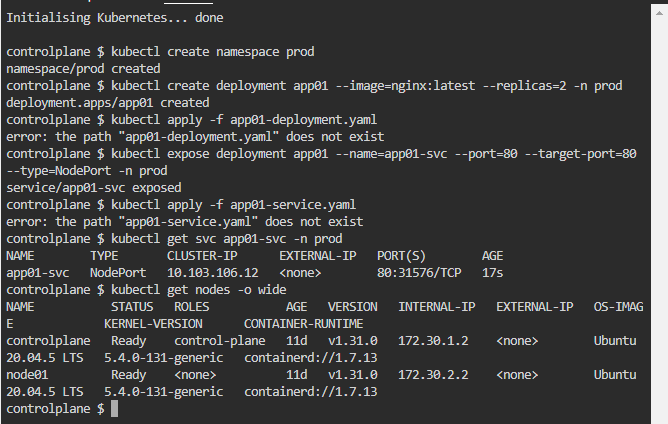 Initialising Kubernetes... done
controlplane $ kubectl create namespace prod
namespace/prod created
controlplane $ kubectl create deployment app01 --image=nginx:latest --replicas=2 -n prod
deployment.apps/app01 created
controlplane $ kubectl apply -f app01-deployment.yaml
error: the path "app01-deployment.yaml" does not exist
controlplane $ kubectl expose deployment app01 --name=app01-svc --port=80 --target-port=80
--type=NodePort -n prod
service/app01-svc exposed
controlplane $ kubectl apply -f app01-service.yaml
error: the path "app01-service.yaml" does not exist
controlplane $ kubectl get svc app01-svc -n prod
NAME        TYPE       CLUSTER-IP      EXTERNAL-IP   PORT(S)        AGE
app01-svc   NodePort   10.103.106.12   <none>        80:31576/TCP   17s
controlplane $ kubectl get nodes -o wide
NAME           STATUS   ROLES           AGE   VERSION   INTERNAL-IP   EXTERNAL-IP   OS-IMAG
E             KERNEL-VERSION      CONTAINER-RUNTIME
controlplane   Ready    control-plane   11d   v1.31.0   172.30.1.2    <none>        Ubuntu
20.04.5 LTS   5.4.0-131-generic   containerd://1.7.13
node01         Ready    <none>          11d   v1.31.0   172.30.2.2    <none>        Ubuntu
20.04.5 LTS   5.4.0-131-generic   containerd://1.7.13
controlplane $